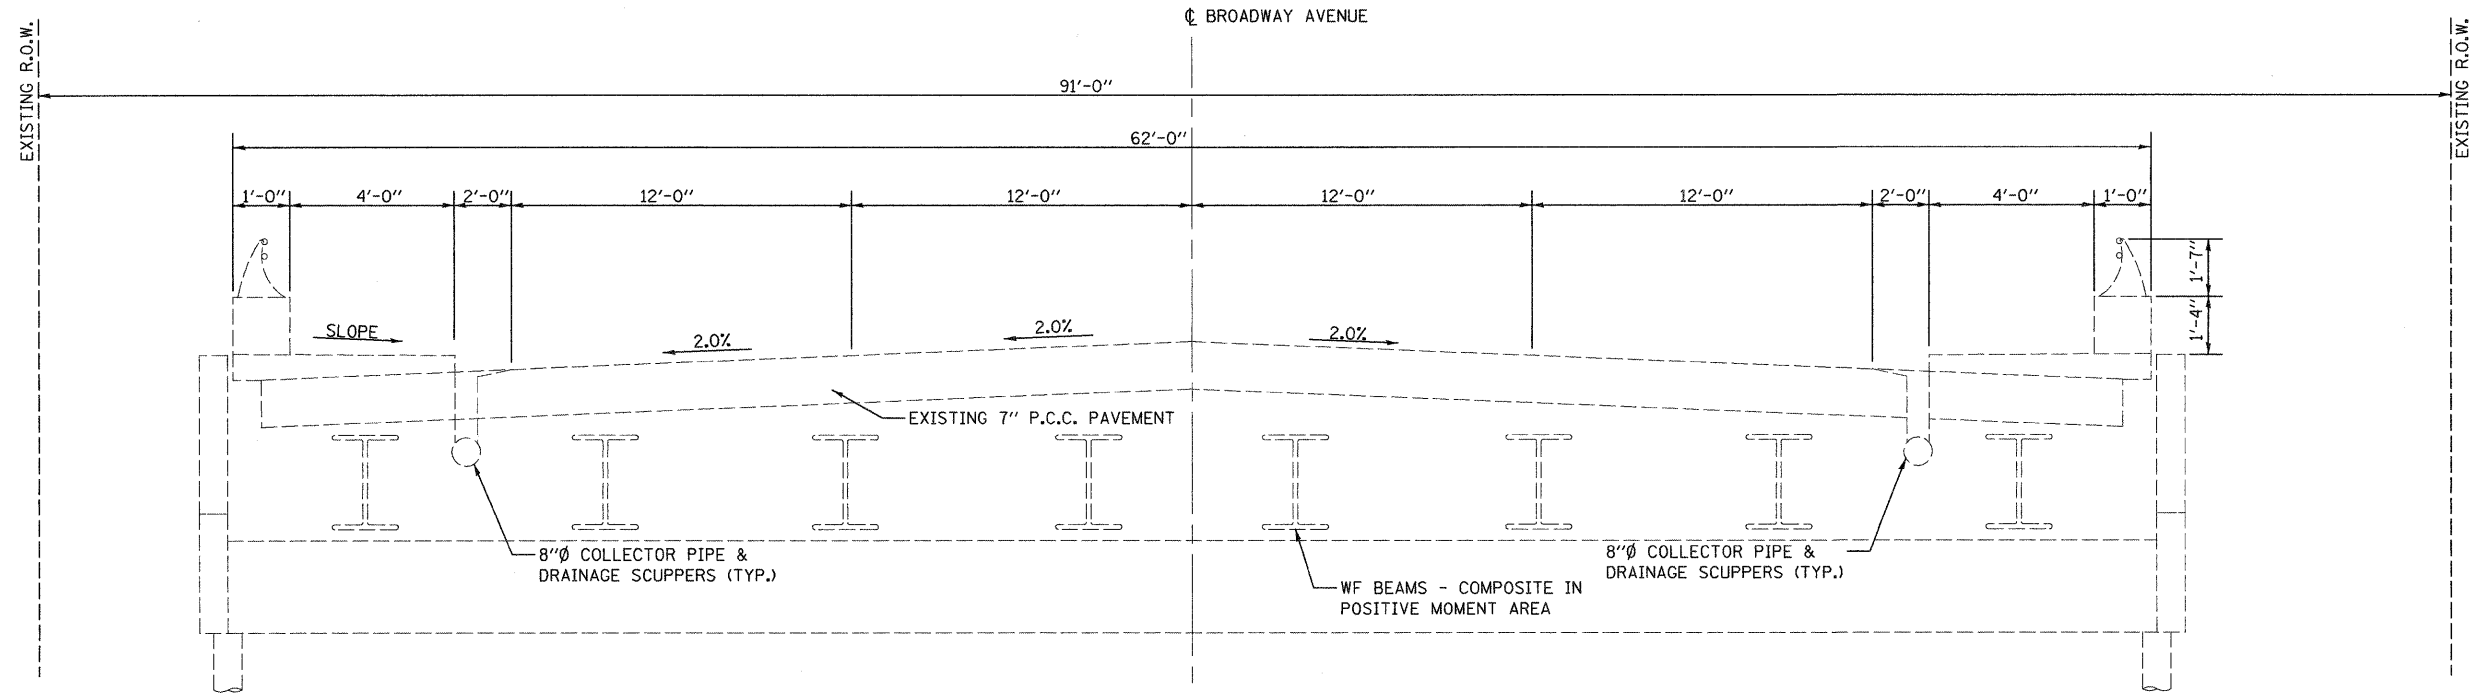 ℄ BROADWAY AVENUE
EXISTING R.O.W.
EXISTING R.O.W.
91'-0"
62'-0"
1'-0" 4'-0" 2'-0" 12'-0" 12'-0" 12'-0" 12'-0" 2'-0" 4'-0" 1'-0"
1'-7"
1'-4"
SLOPE
2.0%
2.0%
2.0%
EXISTING 7" P.C.C. PAVEMENT
8"Ø COLLECTOR PIPE &
DRAINAGE SCUPPERS (TYP.)
8"Ø COLLECTOR PIPE &
DRAINAGE SCUPPERS (TYP.)
WF BEAMS - COMPOSITE IN
POSITIVE MOMENT AREA